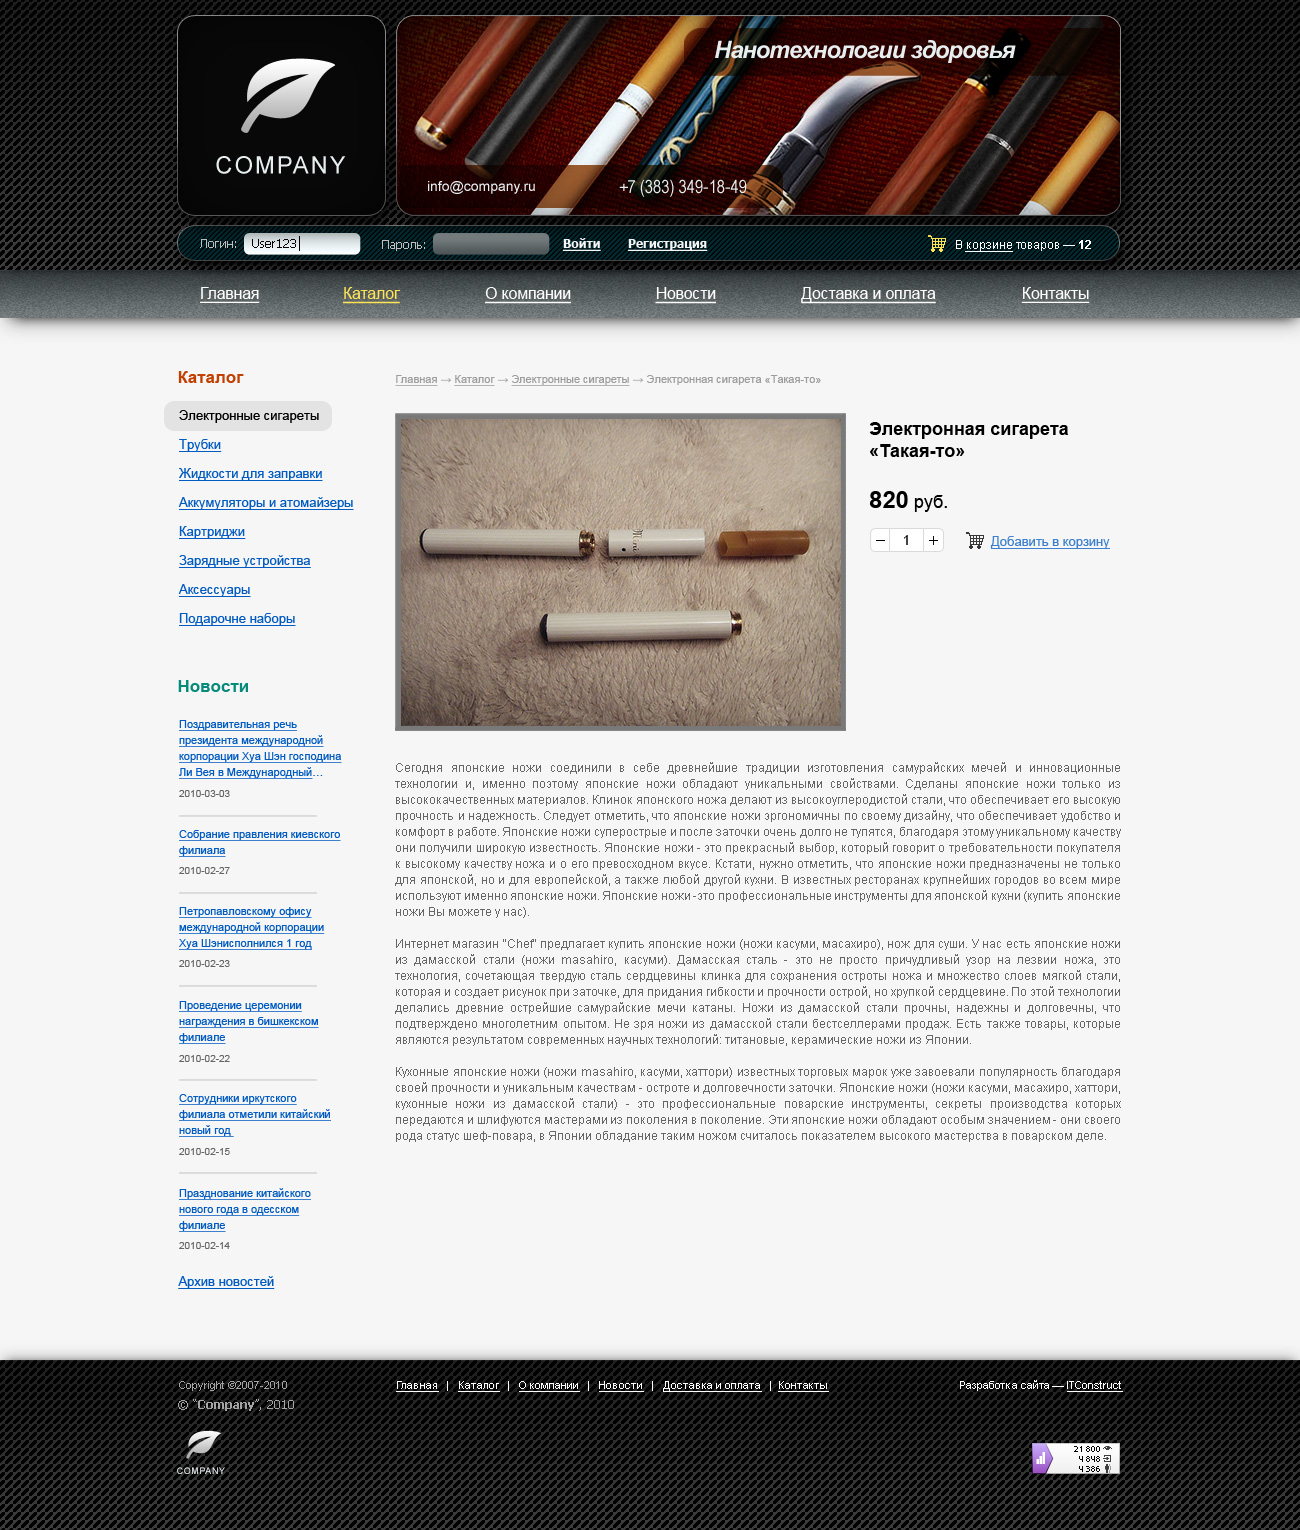 Нанотехнологии здоровья
COMPANY
info@company.ru
+7 (383) 349-18-49
Логин:
User123
Пароль:
Войти
Регистрация
В корзине товаров — 12
Главная
Каталог
О компании
Новости
Доставка и оплата
Контакты
Каталог
Электронные сигареты
Трубки
Жидкости для заправки
Аккумуляторы и атомайзеры
Картриджи
Зарядные устройства
Аксессуары
Подарочне наборы
Новости
Поздравительная речь
президента международной
корпорации Хуа Шэн господина
Ли Вея в Международный...
2010-03-03
Собрание правления киевского
филиала
2010-02-27
Петропавловскому офису
международной корпорации
Хуа Шэнисполнился 1 год
2010-02-23
Проведение церемонии
награждения в бишкекском
филиале
2010-02-22
Сотрудники иркутского
филиала отметили китайский
новый год
2010-02-15
Празднование китайского
нового года в одесском
филиале
2010-02-14
Архив новостей
Главная → Каталог → Электронные сигареты → Электронная сигарета «Такая-то»
Электронная сигарета
«Такая-то»
820 руб.
− 1 +
Добавить в корзину
Сегодня японские ножи соединили в себе древнейшие традиции изготовления самурайских мечей и инновационные
технологии и, именно поэтому японские ножи обладают уникальными свойствами. Сделаны японские ножи только из
высококачественных материалов. Клинок японского ножа делают из высокоуглеродистой стали, что обеспечивает его высокую
прочность и надежность. Следует отметить, что японские ножи эргономичны по своему дизайну, что обеспечивает удобство и
комфорт в работе. Японские ножи суперострые и после заточки очень долго не тупятся, благодаря этому уникальному качеству
они получили широкую известность. Японские ножи - это прекрасный выбор, который говорит о требовательности покупателя
к высокому качеству ножа и о его превосходном вкусе. Кстати, нужно отметить, что японские ножи предназначены не только
для японской, но и для европейской, а также любой другой кухни. В известных ресторанах крупнейших городов во всем мире
используют именно японские ножи. Японские ножи - это профессиональные инструменты для японской кухни (купить японские
ножи Вы можете у нас).
Интернет магазин "Chef" предлагает купить японские ножи (ножи касуми, масахиро), нож для суши. У нас есть японские ножи
из дамасской стали (ножи masahiro, касуми). Дамасская сталь - это не просто причудливый узор на лезвии ножа, это
технология, сочетающая твердую сталь сердцевины клинка для сохранения остроты ножа и множество слоев мягкой стали,
которая и создает рисунок при заточке, для придания гибкости и прочности острой, но хрупкой сердцевине. По этой технологии
делались древние острейшие самурайские мечи катаны. Ножи из дамасской стали прочны, надежны и долговечны, что
подтверждено многолетним опытом. Не зря ножи из дамасской стали бестселлерами продаж. Есть также товары, которые
являются результатом современных научных технологий: титановые, керамические ножи из Японии.
Кухонные японские ножи (ножи masahiro, касуми, хаттори) известных торговых марок уже завоевали популярность благодаря
своей прочности и уникальным качествам - остроте и долговечности заточки. Японские ножи (ножи касуми, масахиро, хаттори,
кухонные ножи из дамасской стали) - это профессиональные поварские инструменты, секреты производства которых
передаются и шлифуются мастерами из поколения в поколение. Эти японские ножи обладают особым значением - они своего
рода статус шеф-повара, в Японии обладание таким ножом считалось показателем высокого мастерства в поварском деле.
Copyright ©2007-2010
© "Company", 2010
COMPANY
Главная | Каталог | О компании | Новости | Доставка и оплата | Контакты
Разработка сайта — ITConstruct
21 800
4 848
4 386